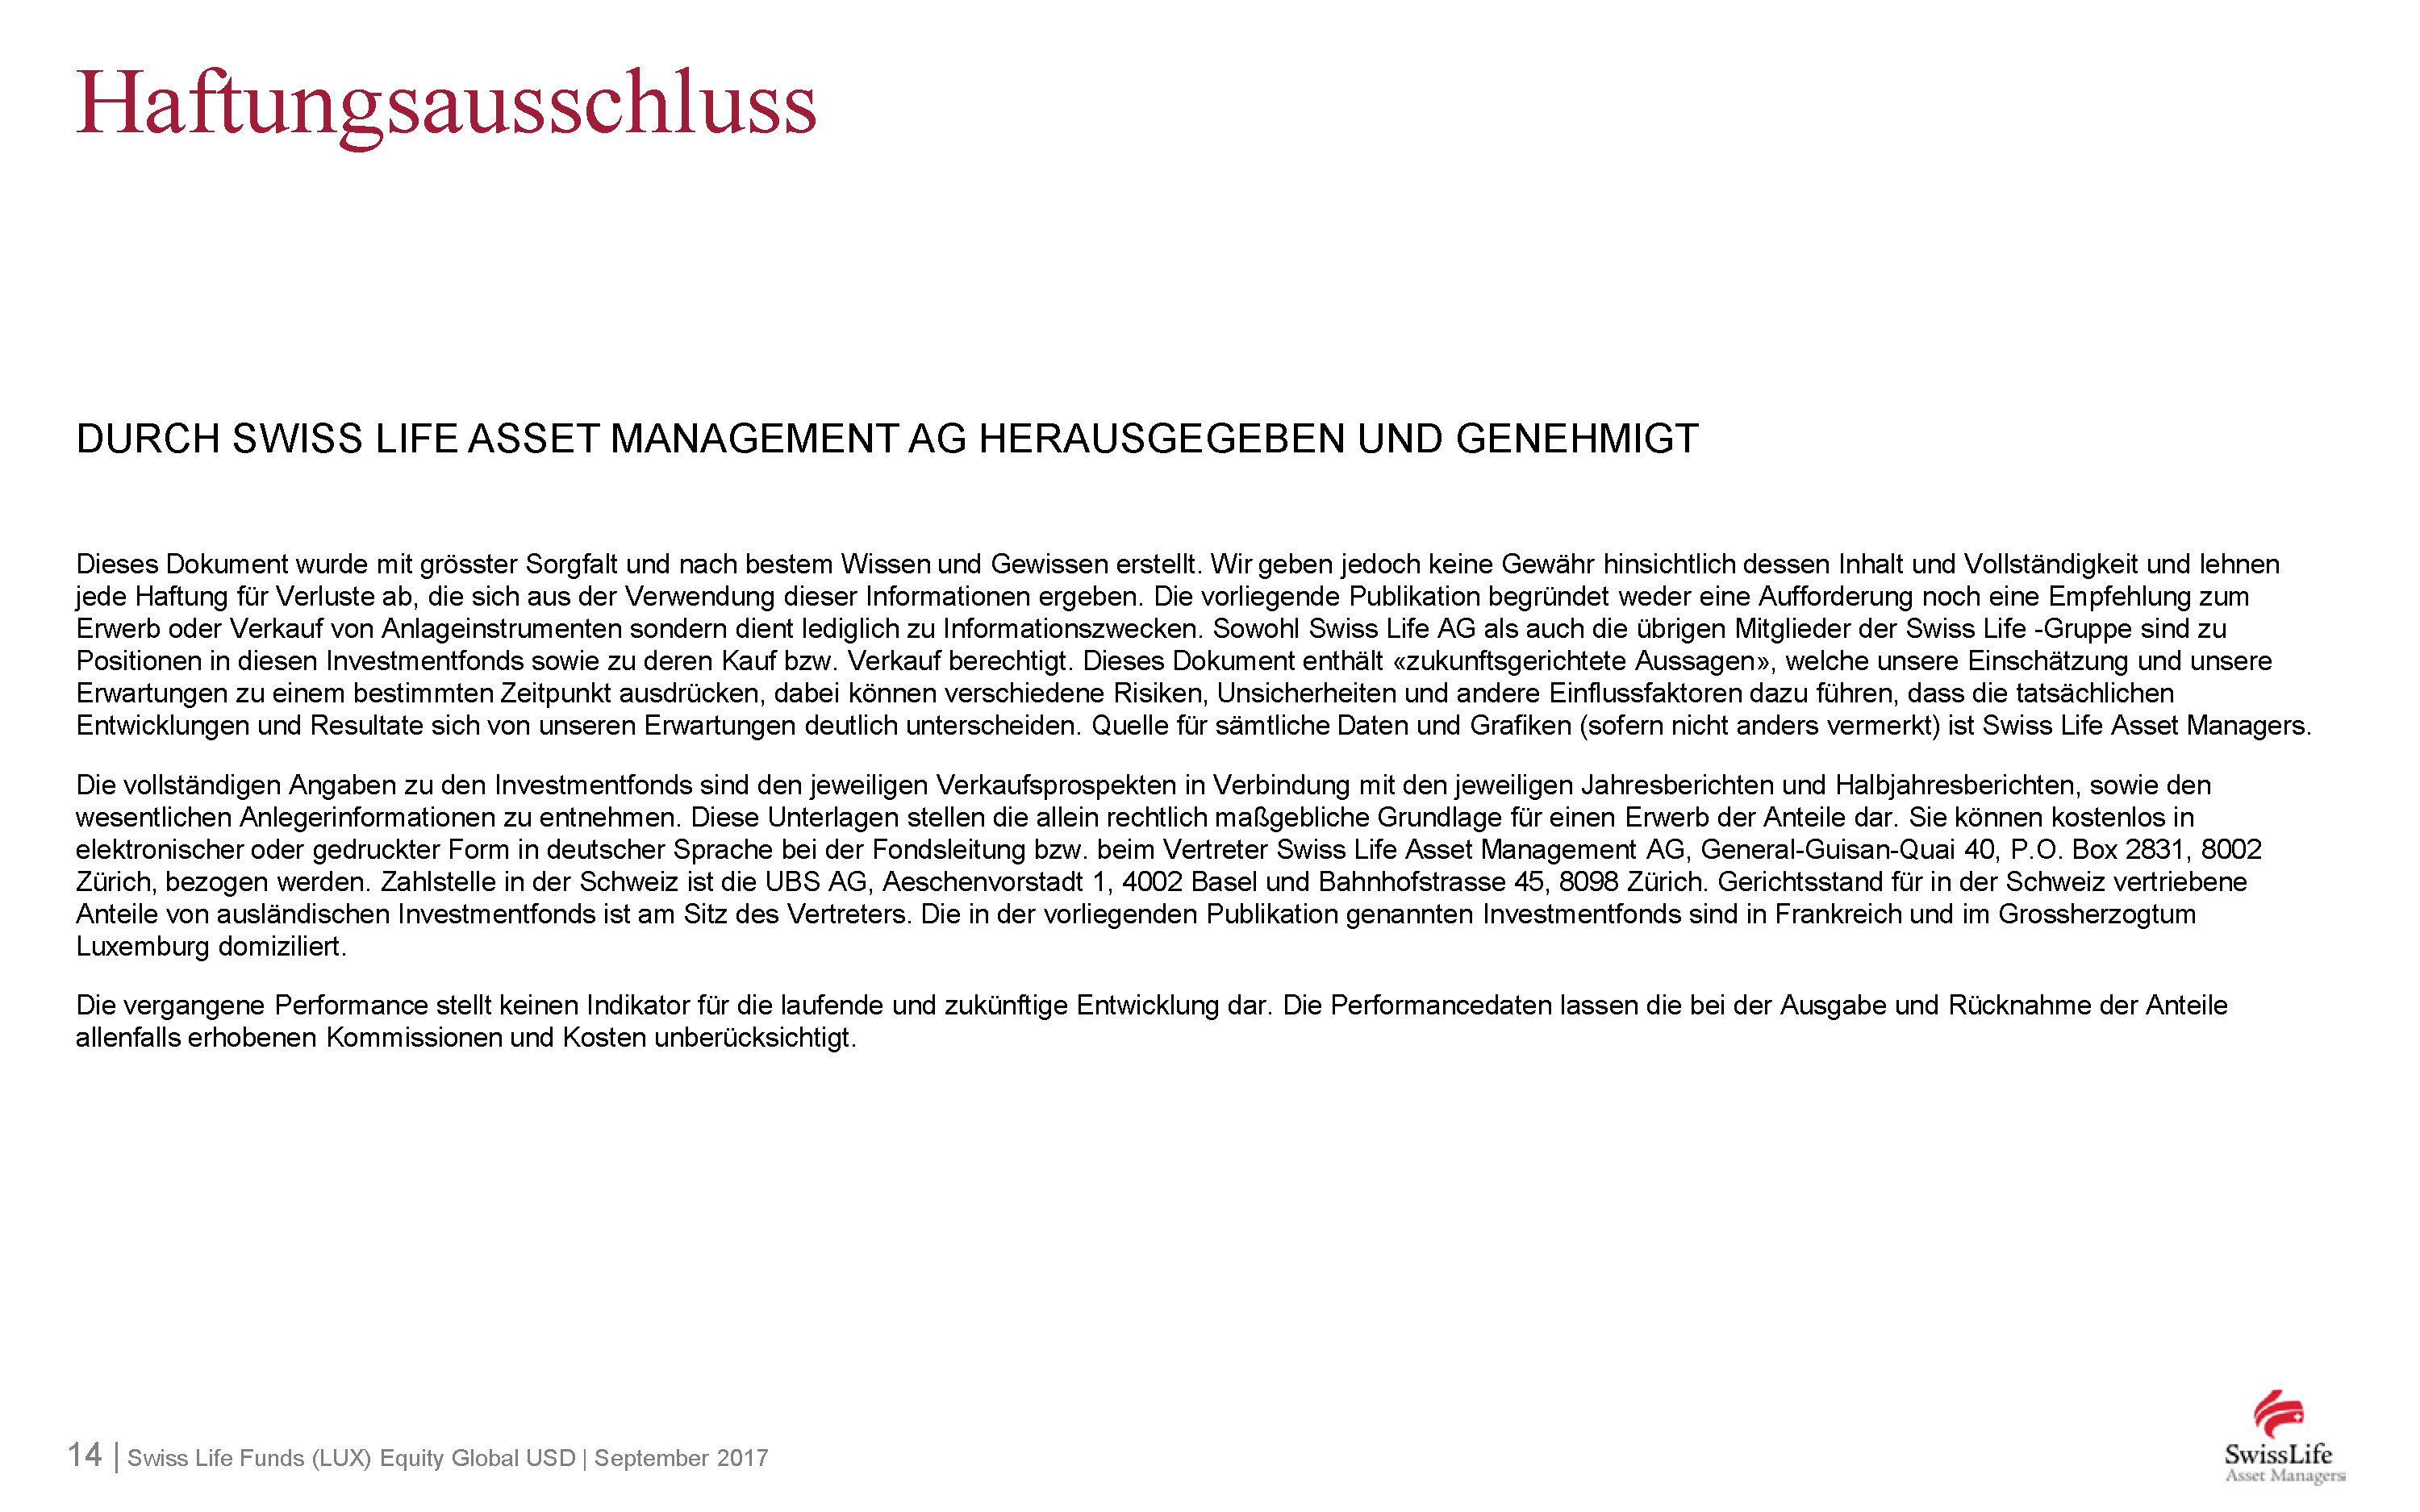 Haftungsausschluss
DURCH SWISS LIFE ASSET MANAGEMENT AG HERAUSGEGEBEN UND GENEHMIGT
Dieses Dokument wurde mit grösster Sorgfalt und nach bestem Wissen und Gewissen erstellt. Wir geben jedoch keine Gewähr hinsichtlich dessen Inhalt und Vollständigkeit und lehnen
jede Haftung für Verluste ab, die sich aus der Verwendung dieser Informationen ergeben. Die vorliegende Publikation begründet weder eine Aufforderung noch eine Empfehlung zum
Erwerb oder Verkauf von Anlageinstrumenten sondern dient lediglich zu Informationszwecken. Sowohl Swiss Life AG als auch die übrigen Mitglieder der Swiss Life -Gruppe sind zu
Positionen in diesen Investmentfonds sowie zu deren Kauf bzw. Verkauf berechtigt. Dieses Dokument enthält «zukunftsgerichtete Aussagen», welche unsere Einschätzung und unsere
Erwartungen zu einem bestimmten Zeitpunkt ausdrücken, dabei können verschiedene Risiken, Unsicherheiten und andere Einflussfaktoren dazu führen, dass die tatsächlichen
Entwicklungen und Resultate sich von unseren Erwartungen deutlich unterscheiden. Quelle für sämtliche Daten und Grafiken (sofern nicht anders vermerkt) ist Swiss Life Asset Managers.
Die vollständigen Angaben zu den Investmentfonds sind den jeweiligen Verkaufsprospekten in Verbindung mit den jeweiligen Jahresberichten und Halbjahresberichten, sowie den
wesentlichen Anlegerinformationen zu entnehmen. Diese Unterlagen stellen die allein rechtlich maßgebliche Grundlage für einen Erwerb der Anteile dar. Sie können kostenlos in
elektronischer oder gedruckter Form in deutscher Sprache bei der Fondsleitung bzw. beim Vertreter Swiss Life Asset Management AG, General-Guisan-Quai 40, P.O. Box 2831, 8002
Zürich, bezogen werden. Zahlstelle in der Schweiz ist die UBS AG, Aeschenvorstadt 1, 4002 Basel und Bahnhofstrasse 45, 8098 Zürich. Gerichtsstand für in der Schweiz vertriebene
Anteile von ausländischen Investmentfonds ist am Sitz des Vertreters. Die in der vorliegenden Publikation genannten Investmentfonds sind in Frankreich und im Grossherzogtum
Luxemburg domiziliert.
Die vergangene Performance stellt keinen Indikator für die laufende und zukünftige Entwicklung dar. Die Performancedaten lassen die bei der Ausgabe und Rücknahme der Anteile
allenfalls erhobenen Kommissionen und Kosten unberücksichtigt.
14 | Swiss Life Funds (LUX) Equity Global USD | September 2017
SwissLife
Asset Managers